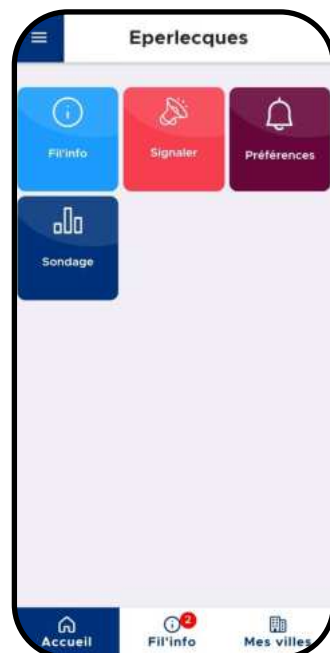 Eperlecques
Fil'info
Signaler
Préférences
Sondage
Accueil
2
Fil'info
Mes villes